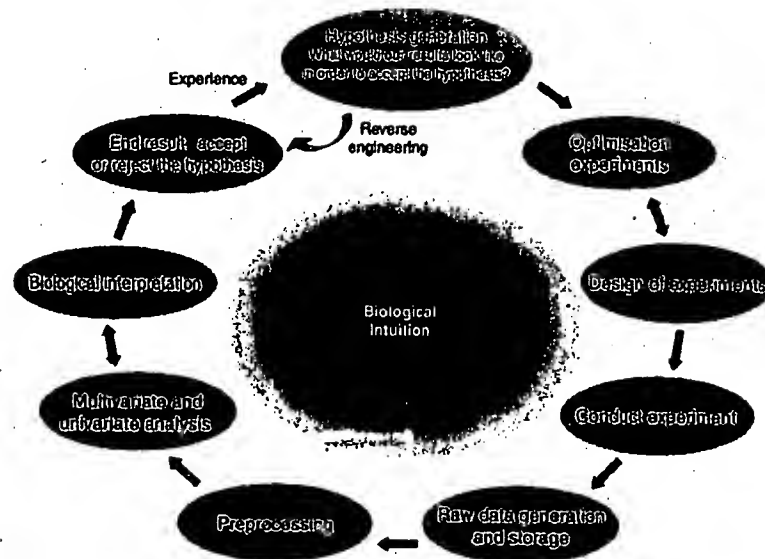 Hypothesis generation
What would our results look like
in order to accept the hypothesis?
Experience
Reverse
engineering
End result accept
or reject the hypothesis
Optimisation
experiments
Biological interpretation
Biological
Intuition
Design of experiments
Multivariate and
univariate analysis
Conduct experiment
Preprocessing
Raw data generation
and storage